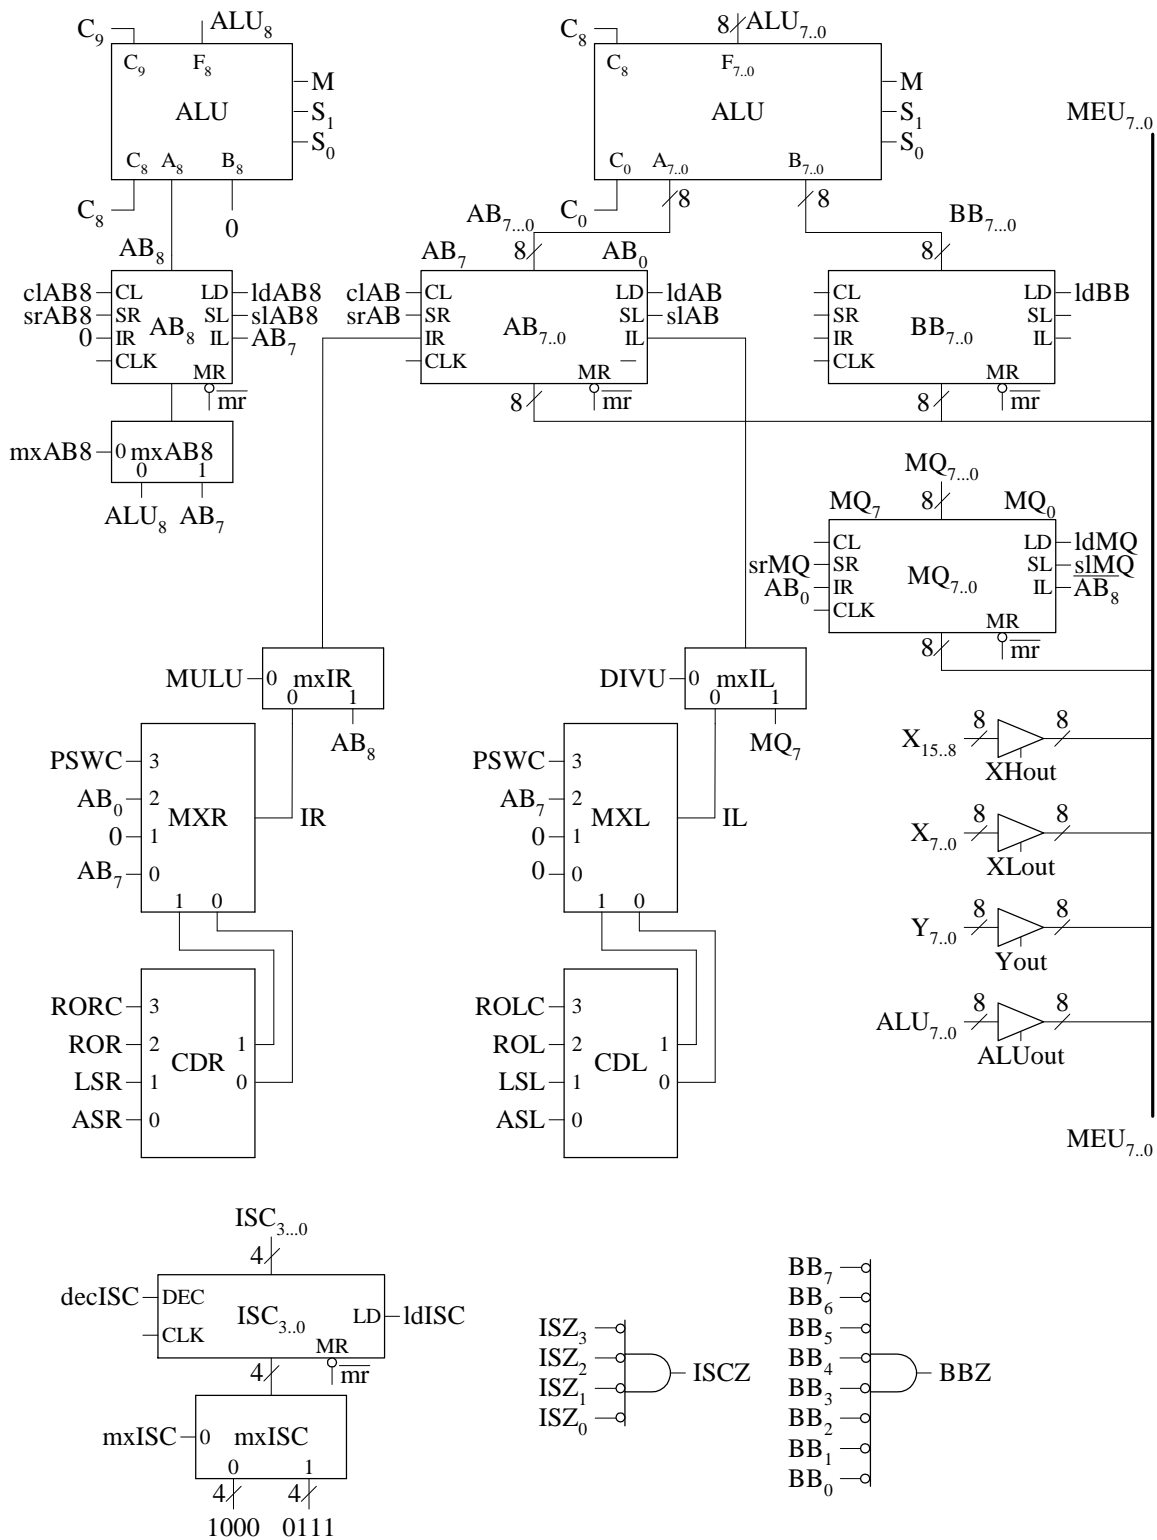 C₉ ALU₈ C₈ 8 ALU₇..₀
C₉ F₈ C₈ F₇..₀
M M MEU₇..₀
ALU S₁ ALU S₁
S₀ S₀
C₈ A₈ B₈ C₀ A₇..₀ B₇..₀
C₈ 0 C₀ 8 8
AB₇...₀ BB₇...₀
AB₈ AB₇ 8 AB₀ 8
clAB8 CL LD ldAB8 clAB CL LD ldAB CL LD ldBB
srAB8 SR AB₈ SL slAB8 srAB SR AB₇..₀ SL slAB SR BB₇..₀ SL
0 IR IL AB₇ IR IL IR IL
CLK MR CLK MR CLK MR
m̅r̅ 8 m̅r̅ 8 m̅r̅
mxAB8 0 mxAB8
0 1
ALU₈ AB₇
MQ₇...₀
MQ₇ 8 MQ₀
CL LD ldMQ
srMQ SR MQ₇..₀ SL slMQ
AB₀ IR IL A̅B̅₈
CLK MR
8 m̅r̅
MULU 0 mxIR DIVU 0 mxIL
0 1 0 1
AB₈ MQ₇
X₁₅..₈ 8 8
XHout
PSWC 3 PSWC 3
AB₀ 2 AB₇ 2
MXR IR MXL IL
0 1 0 1
AB₇ 0 0 0
1 0 1 0
X₇..₀ 8 8
XLout
Y₇..₀ 8 8
Yout
RORC 3 ROLC 3
ROR 2 1 ROL 2 1
CDR CDL
LSR 1 0 LSL 1 0
ASR 0 ASL 0
ALU₇..₀ 8 8
ALUout
MEU₇..₀
ISC₃...₀
4
decISC DEC ISC₃..₀ LD ldISC
CLK MR
4 m̅r̅
mxISC 0 mxISC
0 1
4 4
1000 0111
ISZ₃
ISZ₂
ISCZ
ISZ₁
ISZ₀
BB₇
BB₆
BB₅
BB₄
BBZ
BB₃
BB₂
BB₁
BB₀